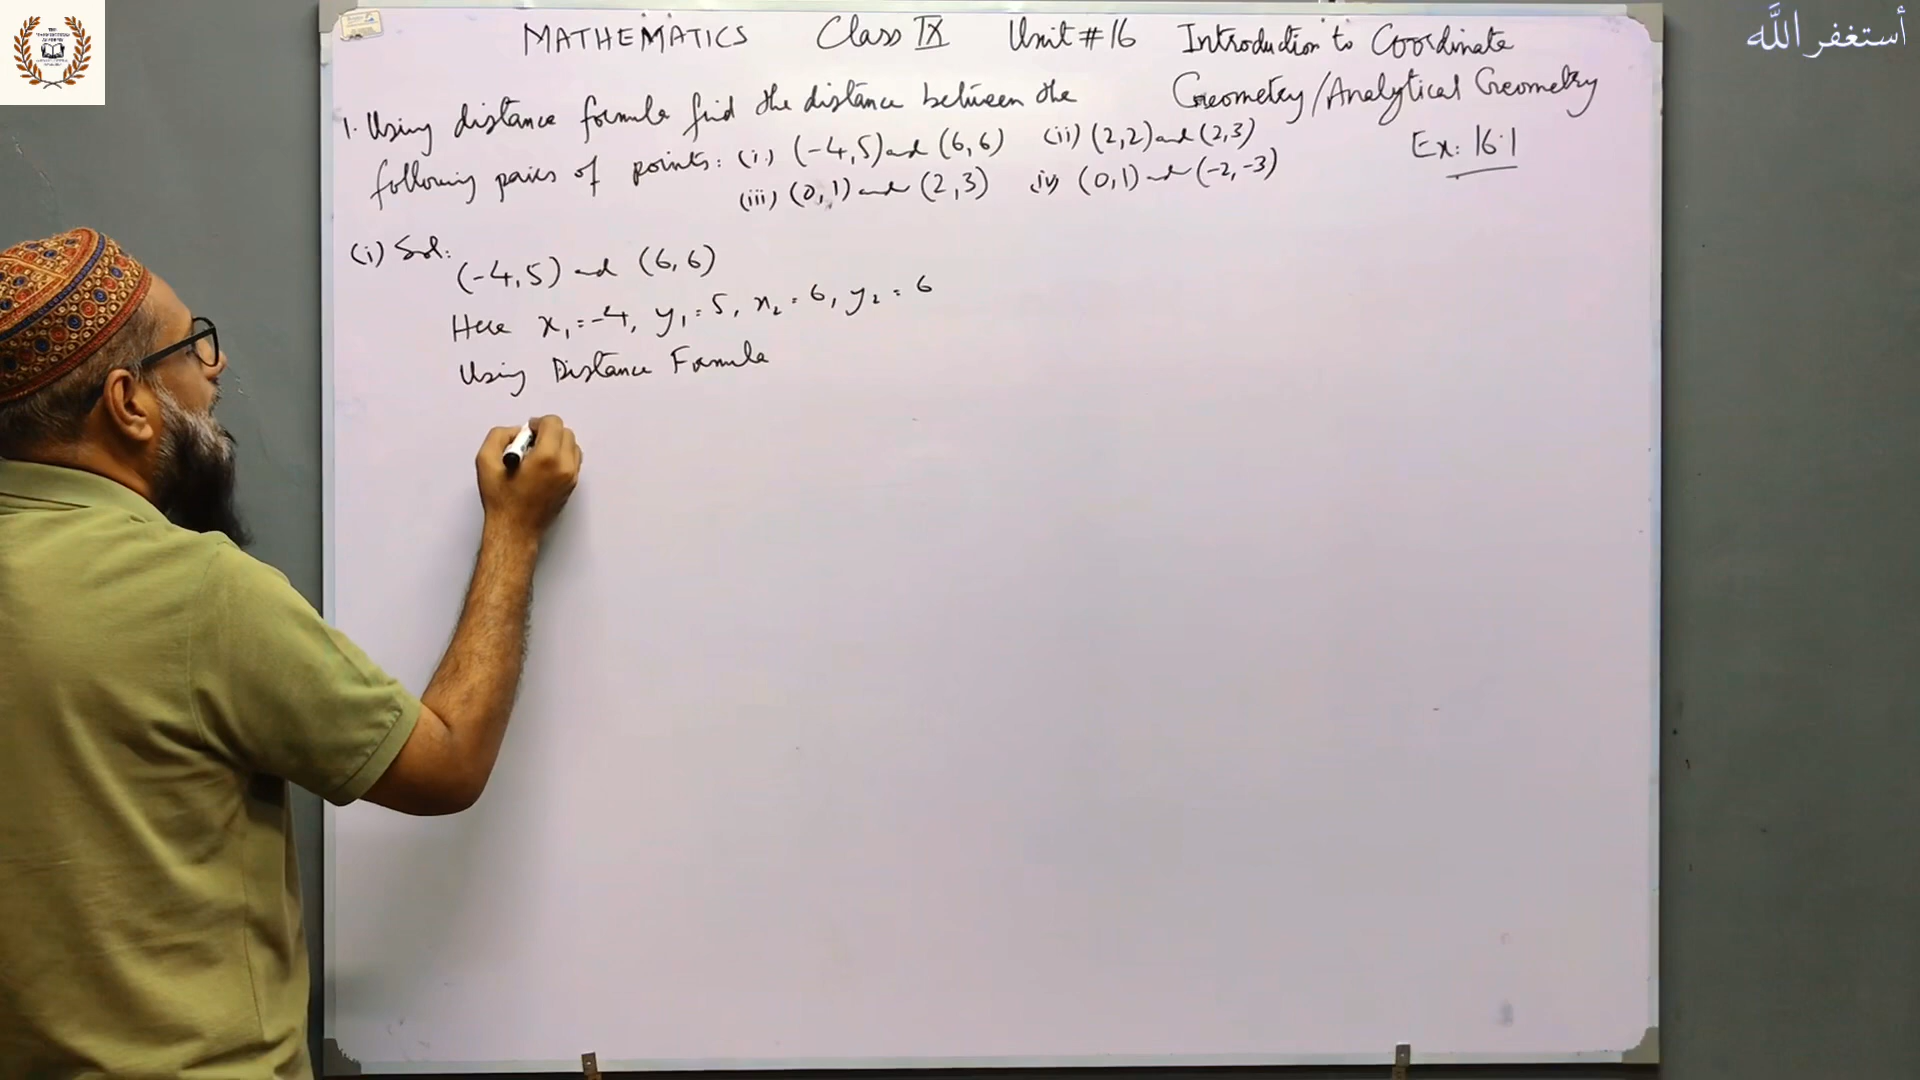 MATHEMATICS Class IX Unit #16 Introduction to Coordinate
Geometry/Analytical Geometry
Ex: 16.1
1. Using distance formula find the distance between the
following pairs of points: (i) (-4,5) and (6,6) (ii) (2,2) and (2,3)
(iii) (0,1) and (2,3) (iv) (0,1) and (-2,-3)
(i) Sol:
(-4,5) and (6,6)
Here x₁=-4, y₁=5, x₂=6, y₂=6
Using Distance Formula
أستغفر الله